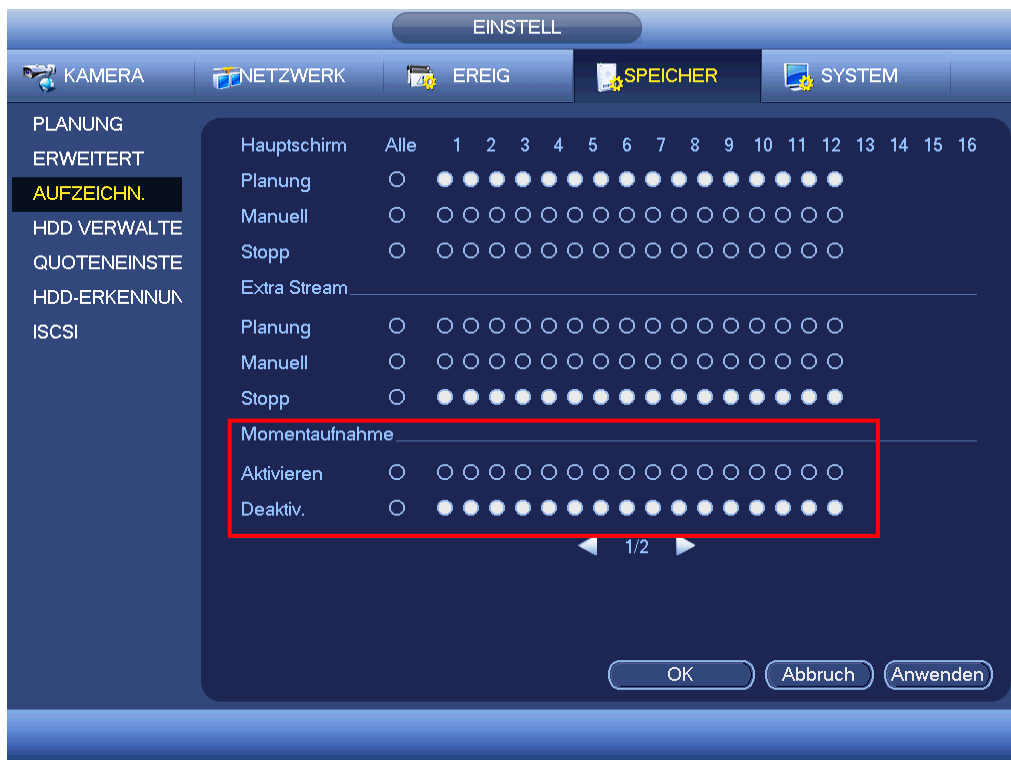 EINSTELL
KAMERA NETZWERK EREIG SPEICHER SYSTEM
PLANUNG
ERWEITERT
AUFZEICHN.
HDD VERWALTE
QUOTENEINSTE
HDD-ERKENNUN
ISCSI
Hauptschirm Alle 1 2 3 4 5 6 7 8 9 10 11 12 13 14 15 16
Planung
Manuell
Stopp
Extra Stream
Planung
Manuell
Stopp
Momentaufnahme
Aktivieren
Deaktiv.
1/2
OK Abbruch Anwenden